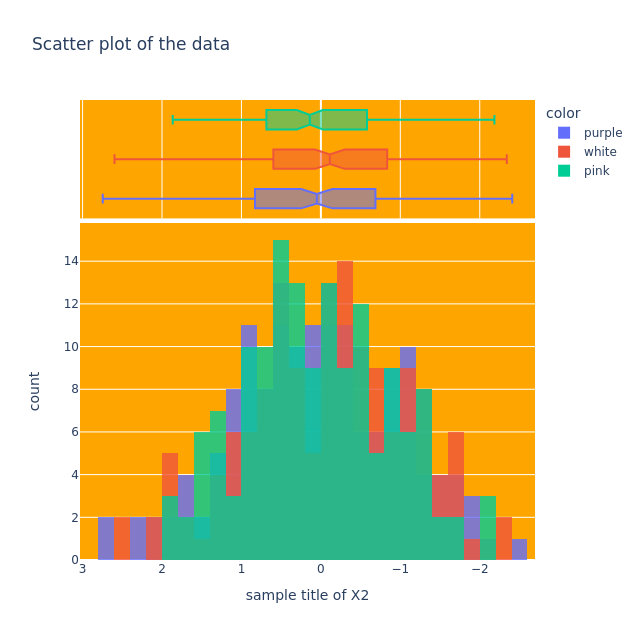 Scatter plot of the data
color
purple
white
pink
14
12
10
8
6
4
2
0
count
3 2 1 0 −1 −2
sample title of X2